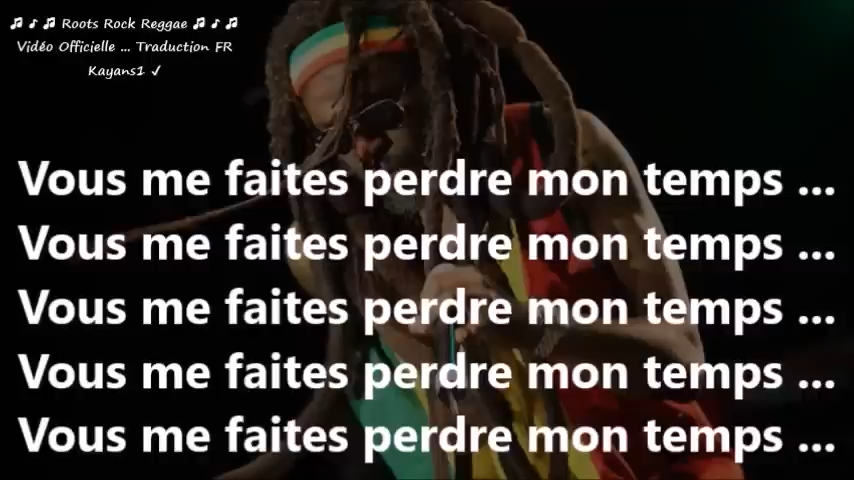 ♫ ♪ ♫ Roots Rock Reggae ♫ ♪ ♫
Vidéo Officielle ... Traduction FR
Kayans1 ✓
Vous me faites perdre mon temps ...
Vous me faites perdre mon temps ...
Vous me faites perdre mon temps ...
Vous me faites perdre mon temps ...
Vous me faites perdre mon temps ...